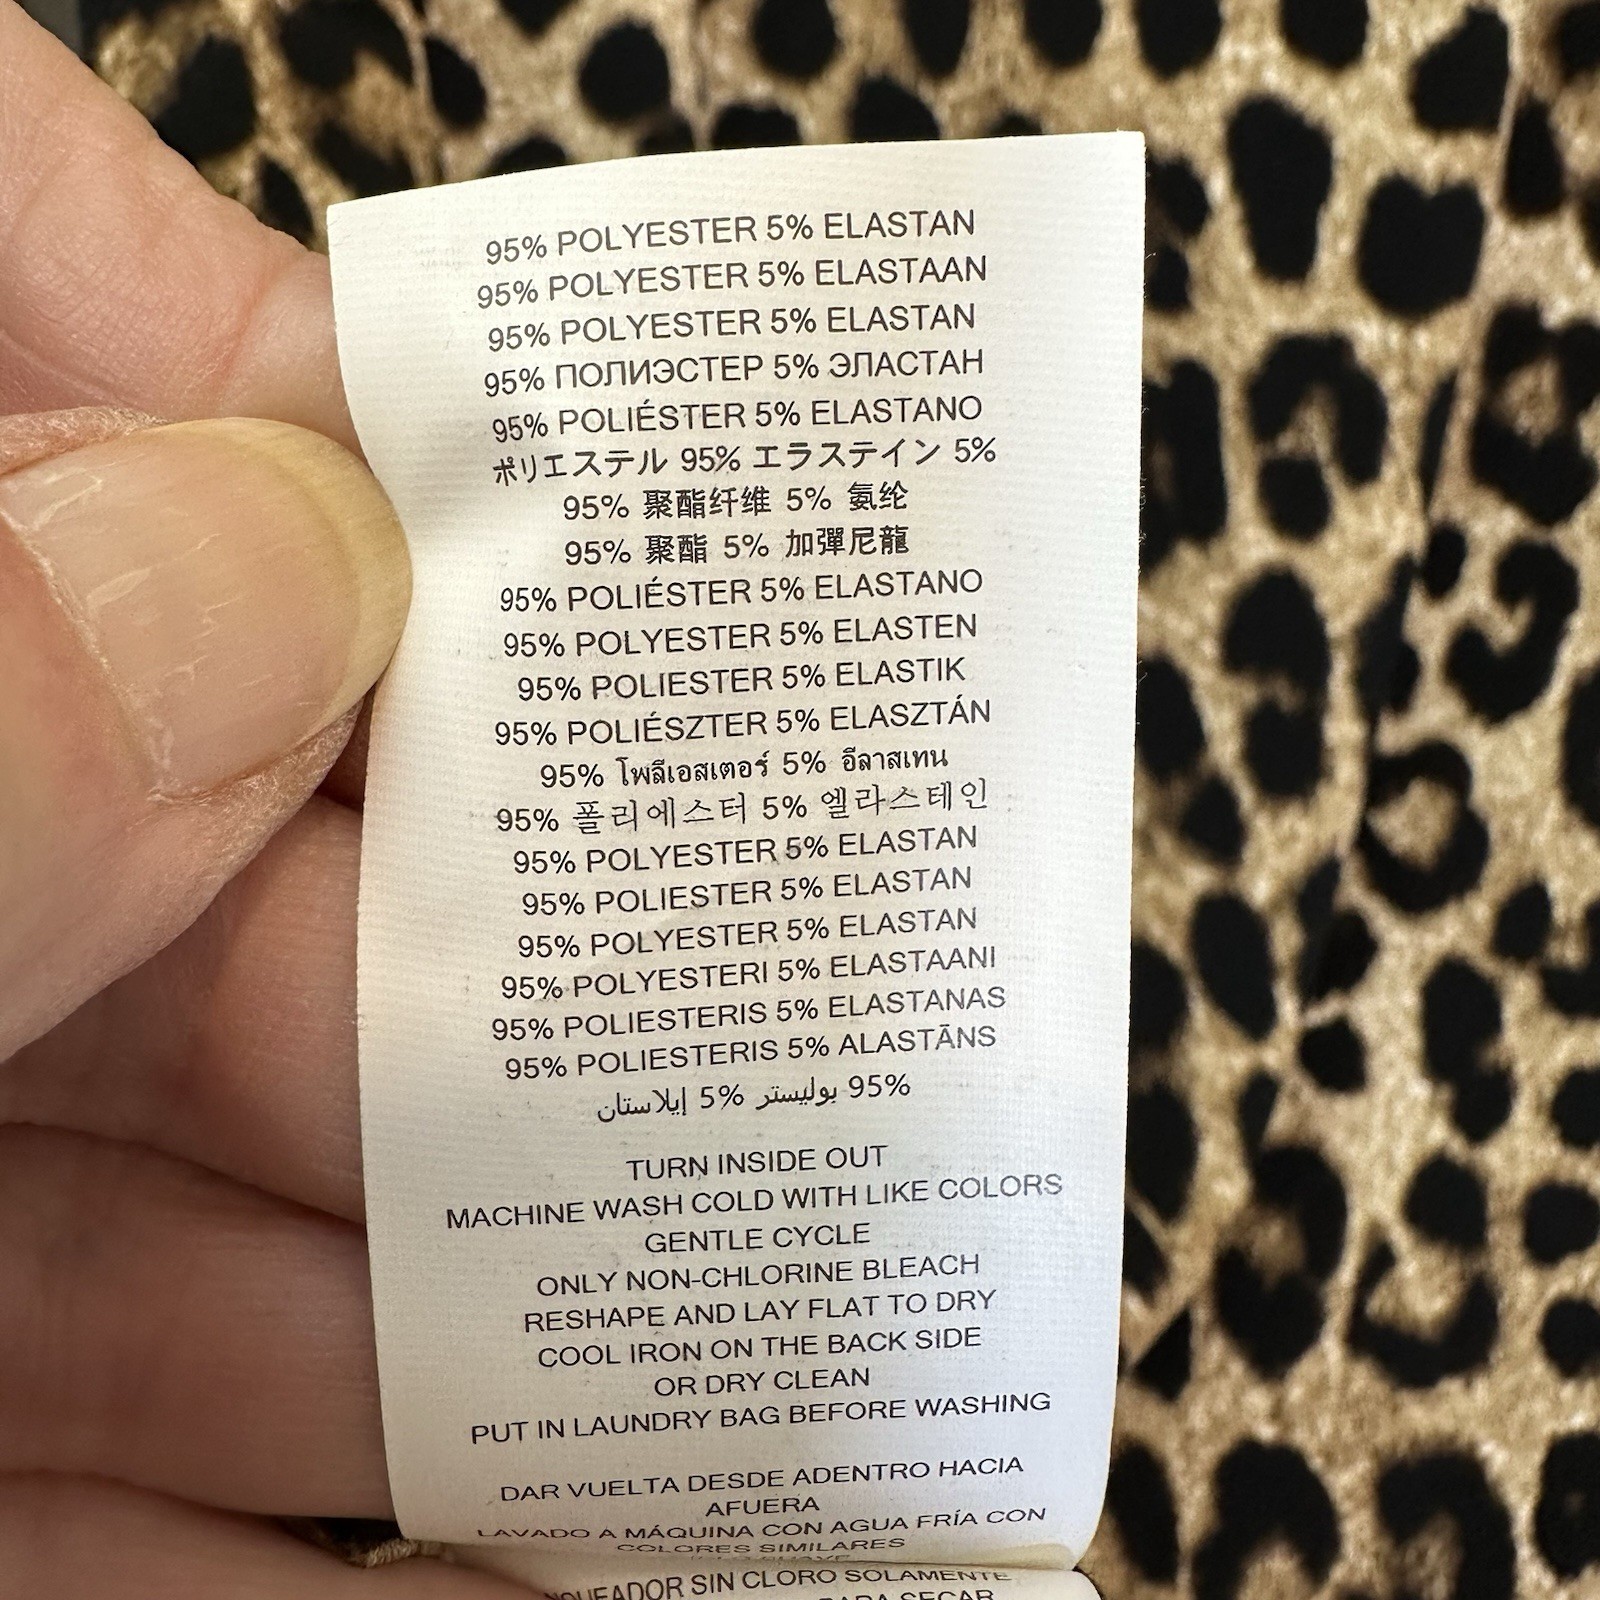 95% POLYESTER 5% ELASTAN
95% POLYESTER 5% ELASTAAN
95% POLYESTER 5% ELASTAN
95% ПОЛИЭСТЕР 5% ЭЛАСТАН
95% POLIÉSTER 5% ELASTANO
ポリエステル 95% エラステイン 5%
95% 聚酯纤维 5% 氨纶
95% 聚酯 5% 加彈尼龍
95% POLIÉSTER 5% ELASTANO
95% POLYESTER 5% ELASTEN
95% POLIESTER 5% ELASTIK
95% POLIÉSZTER 5% ELASZTÁN
95% โพลีเอสเตอร์ 5% อีลาสเทน
95% 폴리에스터 5% 엘라스테인
95% POLYESTER 5% ELASTAN
95% POLIESTER 5% ELASTAN
95% POLYESTER 5% ELASTAN
95% POLYESTERI 5% ELASTAANI
95% POLIESTERIS 5% ELASTANAS
95% POLIESTERIS 5% ALASTĀNS
95% بوليستر 5% إيلاستان
TURN INSIDE OUT
MACHINE WASH COLD WITH LIKE COLORS
GENTLE CYCLE
ONLY NON-CHLORINE BLEACH
RESHAPE AND LAY FLAT TO DRY
COOL IRON ON THE BACK SIDE
OR DRY CLEAN
PUT IN LAUNDRY BAG BEFORE WASHING
DAR VUELTA DESDE ADENTRO HACIA
AFUERA
LAVADO A MÁQUINA CON AGUA FRÍA CON
COLORES SIMILARES
SIN CLORO SOLAMENTE
PARA SECAR